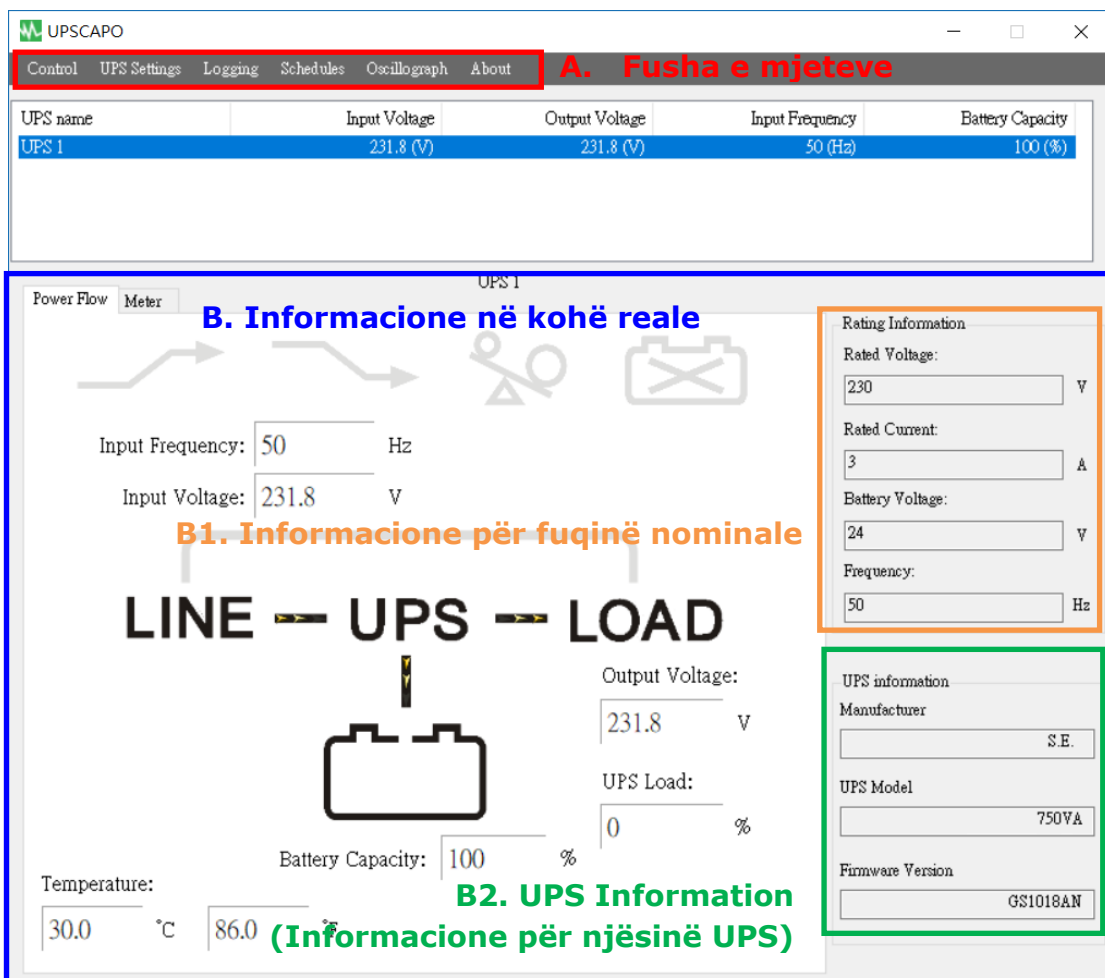 UPSCAPO
Control UPS Settings Logging Schedules Oscillograph About
A. Fusha e mjeteve
UPS name Input Voltage Output Voltage Input Frequency Battery Capacity
UPS 1 231.8 (V) 231.8 (V) 50 (Hz) 100 (%)
UPS 1
Power Flow Meter
B. Informacione në kohë reale
Input Frequency: 50 Hz
Input Voltage: 231.8 V
B1. Informacione për fuqinë nominale
LINE UPS LOAD
Output Voltage:
231.8 V
UPS Load:
0 %
Battery Capacity: 100 %
Temperature:
30.0 °C 86.0 °F
B2. UPS Information
(Informacione për njësinë UPS)
Rating Information
Rated Voltage:
230 V
Rated Current:
3 A
Battery Voltage:
24 V
Frequency:
50 Hz
UPS information
Manufacturer
S.E.
UPS Model
750VA
Firmware Version
GS1018AN